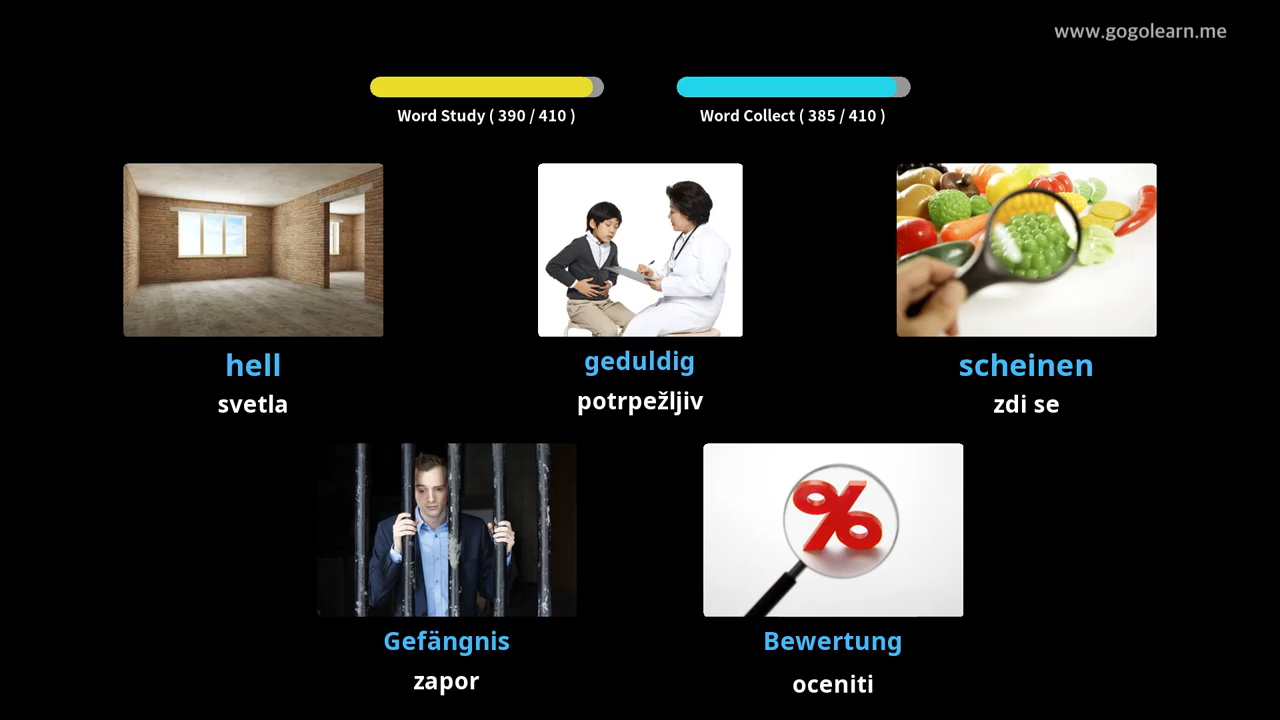 www.gogolearn.me
Word Study ( 390 / 410 )
Word Collect ( 385 / 410 )
hell
svetla
geduldig
potrpežljiv
scheinen
zdi se
Gefängnis
zapor
Bewertung
oceniti